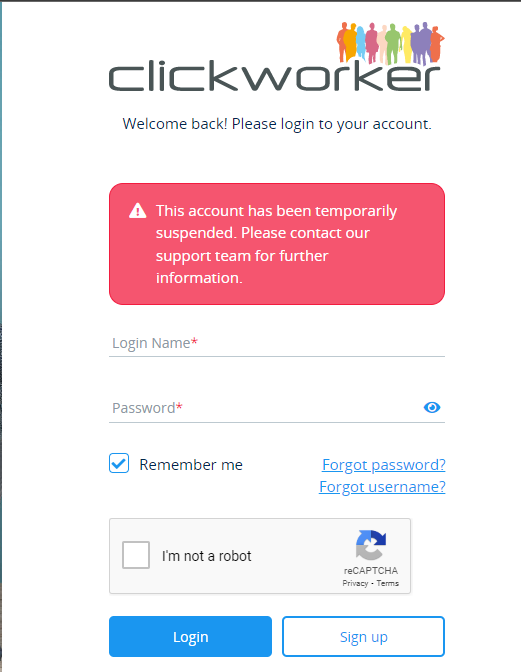 clickworker
Welcome back! Please login to your account.
This account has been temporarily
suspended. Please contact our
support team for further
information.
Login Name*
Password*
Remember me
Forgot password?
Forgot username?
I'm not a robot
reCAPTCHA
Privacy - Terms
Login
Sign up